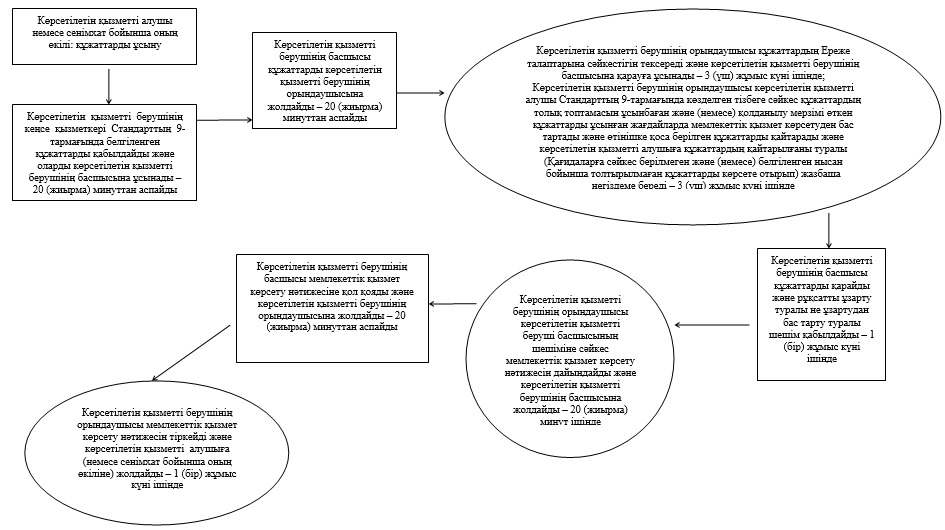 Көрсетілетін қызметті алушы
немесе сенімхат бойынша оның
өкілі: құжаттарды ұсыну
Көрсетілетін қызметті берушінің
кеңсе қызметкері Стандарттың 9-
тармағында белгіленген
құжаттарды қабылдайды және
оларды көрсетілетін қызметті
берушінің басшысына ұсынады –
20 (жиырма) минуттан аспайды
Көрсетілетін қызметті
берушінің басшысы
құжаттарды көрсетілетін
қызметті берушінің
орындаушысына
жолдайды – 20 (жиырма)
минуттан аспайды
Көрсетілетін қызметті берушінің орындаушысы құжаттардың Ереже
талаптарына сәйкестігін тексереді және көрсетілетін қызметті берушінің
басшысына қарауға ұсынады – 3 (үш) жұмыс күні ішінде;
Көрсетілетін қызметті берушінің орындаушысы көрсетілетін қызметті
алушы Стандарттың 9-тармағында көзделген тізбеге сәйкес құжаттардың
толық топтамасын ұсынбаған және (немесе) қолданылу мерзімі өткен
құжаттарды ұсынған жағдайларда мемлекеттік қызмет көрсетуден бас
тартады және өтінішке қоса берілген құжаттарды қайтарады және
көрсетілетін қызметті алушыға құжаттардың қайтарылғаны туралы
(Қағидаларға сәйкес берілмеген және (немесе) белгіленген нысан
бойынша толтырылмаған құжаттарды көрсете отырып) жазбаша
негіздеме береді – 3 (үш) жұмыс күні ішінде
Көрсетілетін қызметті
берушінің басшысы
құжаттарды қарайды
және рұқсатты ұзарту
туралы не ұзартудан
бас тарту туралы
шешім қабылдайды – 1
(бір) жұмыс күні
ішінде
Көрсетілетін қызметті
берушінің орындаушысы
көрсетілетін қызметті
беруші басшысының
шешіміне сәйкес
мемлекеттік қызмет көрсету
нәтижесін дайындайды және
көрсетілетін қызметті
берушінің басшысына
жолдайды – 20 (жиырма)
минут ішінде
Көрсетілетін қызметті берушінің
басшысы мемлекеттік қызмет
көрсету нәтижесіне қол қояды және
көрсетілетін қызметті берушінің
орындаушысына жолдайды – 20
(жиырма) минуттан аспайды
Көрсетілетін қызметті берушінің
орындаушысы мемлекеттік қызмет
көрсету нәтижесін тіркейді және
көрсетілетін қызметті алушыға
(немесе сенімхат бойынша оның
өкіліне) жолдайды – 1 (бір) жұмыс
күні ішінде